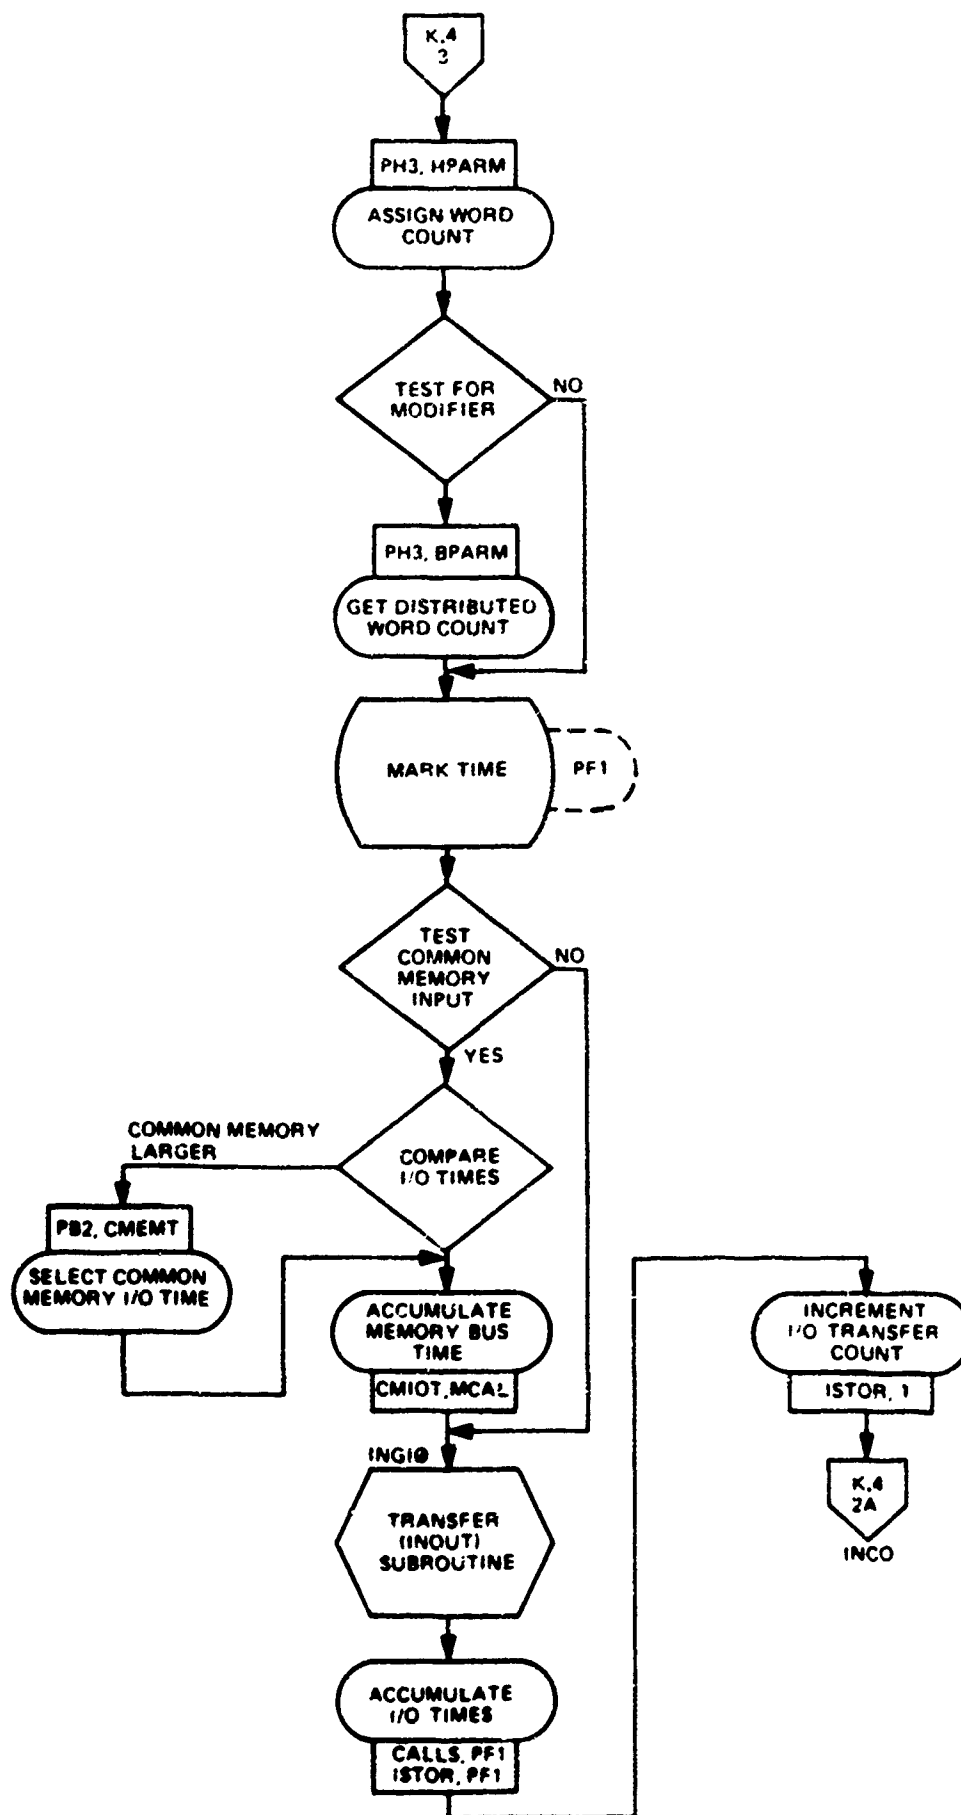 K.4
3
PH3, HPARM
ASSIGN WORD
COUNT
TEST FOR
MODIFIER
NO
PH3, BPARM
GET DISTRIBUTED
WORD COUNT
MARK TIME
PF1
TEST
COMMON
MEMORY
INPUT
NO
YES
COMMON MEMORY
LARGER
COMPARE
I/O TIMES
PB2, CMEMT
SELECT COMMON
MEMORY I/O TIME
ACCUMULATE
MEMORY BUS
TIME
CMIOT,MCAL
INGIO
TRANSFER
(INOUT)
SUBROUTINE
ACCUMULATE
I/O TIMES
CALLS, PF1
ISTOR, PF1
INCREMENT
I/O TRANSFER
COUNT
ISTOR, 1
K.4
2A
INCO